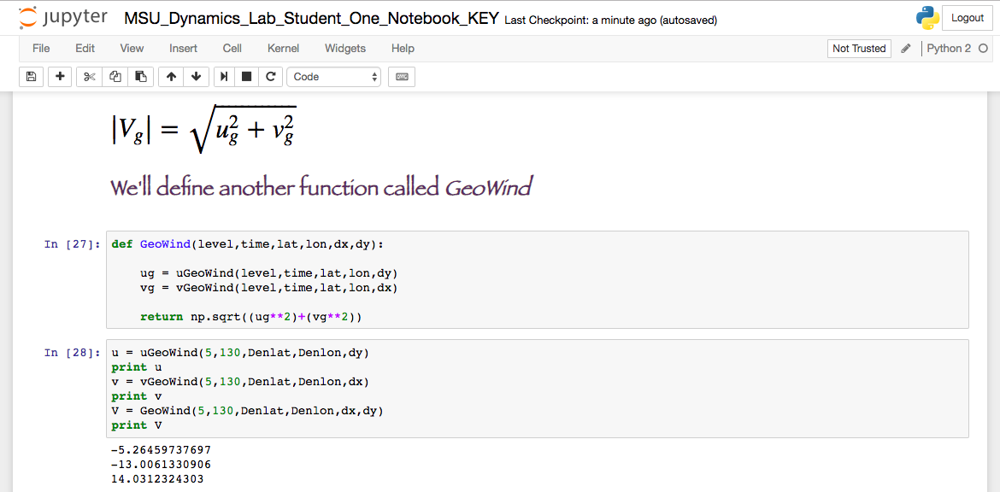 jupyter MSU_Dynamics_Lab_Student_One_Notebook_KEY Last Checkpoint: a minute ago (autosaved) Logout
File Edit View Insert Cell Kernel Widgets Help Not Trusted Python 2
Code
|V_g| = √(u_g^2 + v_g^2)
We'll define another function called GeoWind
In [27]: def GeoWind(level,time,lat,lon,dx,dy):
ug = uGeoWind(level,time,lat,lon,dy)
vg = vGeoWind(level,time,lat,lon,dx)
return np.sqrt((ug**2)+(vg**2))
In [28]: u = uGeoWind(5,130,Denlat,Denlon,dy)
print u
v = vGeoWind(5,130,Denlat,Denlon,dx)
print v
V = GeoWind(5,130,Denlat,Denlon,dx,dy)
print V
-5.26459737697
-13.0061330906
14.0312324303